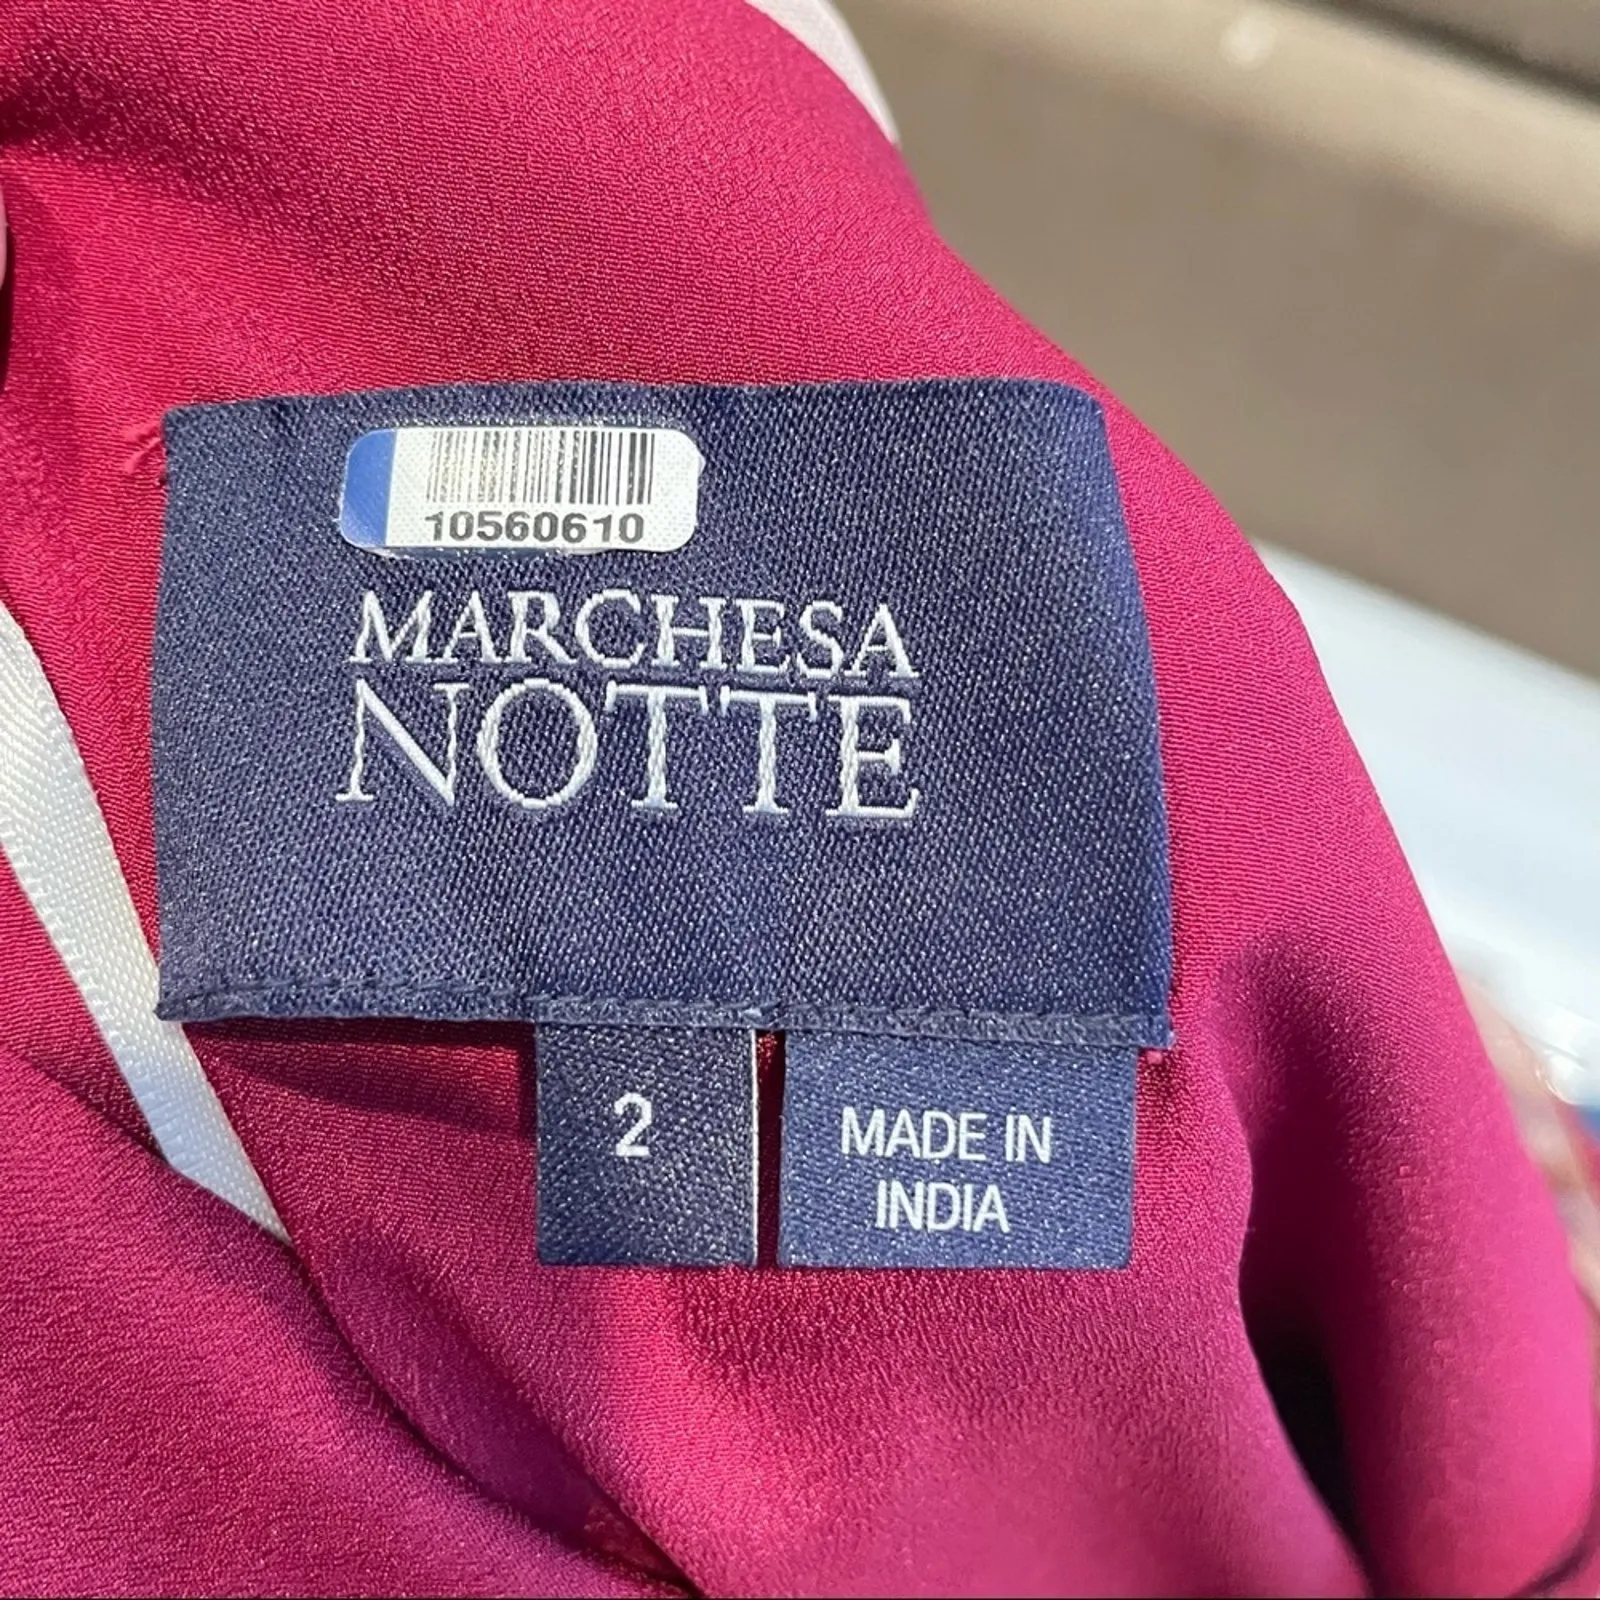 10560610
MARCHESA
NOTTE
2
MADE IN
INDIA